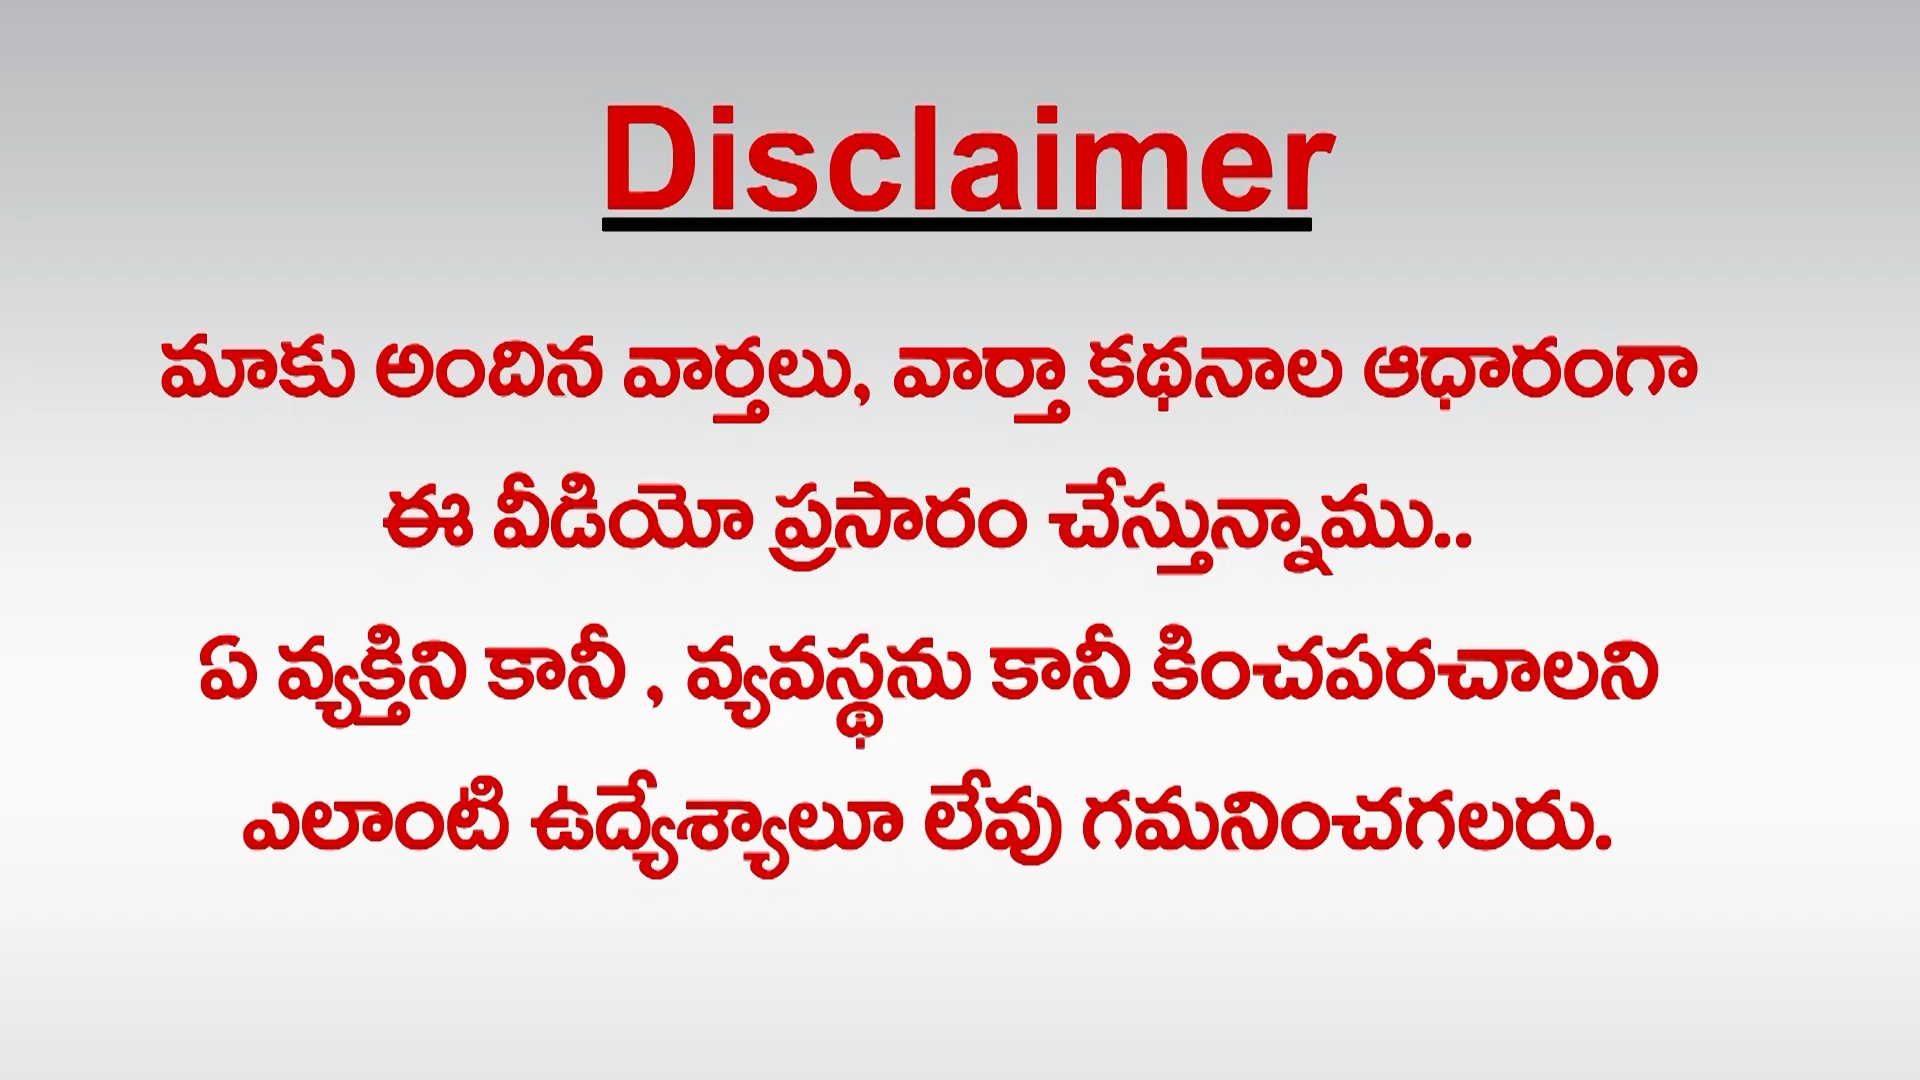 Disclaimer
మాకు అందిన వార్తలు, వార్తా కథనాల ఆధారంగా
ఈ వీడియో ప్రసారం చేస్తున్నాము..
ఏ వ్యక్తిని కానీ , వ్యవస్థను కానీ కించపరచాలని
ఎలాంటి ఉద్యేశ్యాలూ లేవు గమనించగలరు.